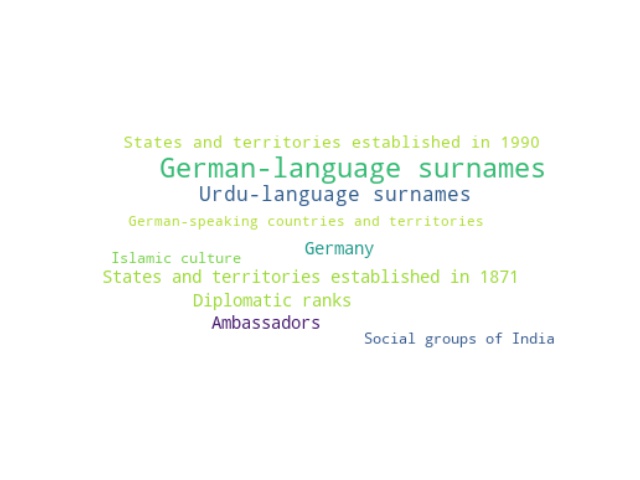 States and territories established in 1990
German-language surnames
Urdu-language surnames
German-speaking countries and territories
Germany
Islamic culture
States and territories established in 1871
Diplomatic ranks
Ambassadors
Social groups of India